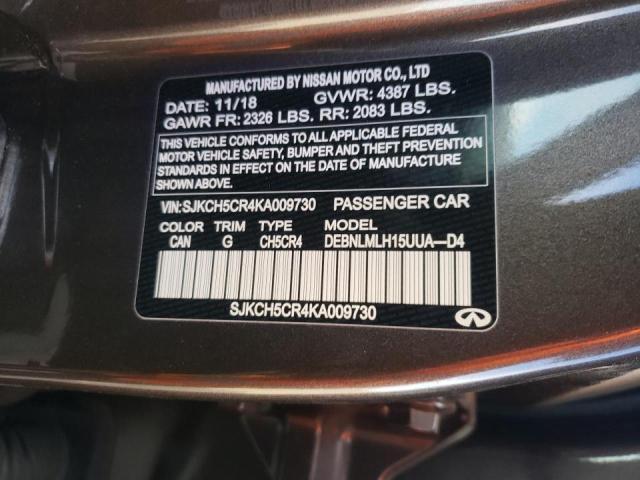 MANUFACTURED BY NISSAN MOTOR CO., LTD
DATE: 11/18 GVWR: 4387 LBS.
GAWR FR: 2326 LBS. RR: 2083 LBS.
THIS VEHICLE CONFORMS TO ALL APPLICABLE FEDERAL
MOTOR VEHICLE SAFETY, BUMPER AND THEFT PREVENTION
STANDARDS IN EFFECT ON THE DATE OF MANUFACTURE
SHOWN ABOVE.
VIN:SJKCH5CR4KA009730 PASSENGER CAR
COLOR TRIM TYPE MODEL
CAN G CH5CR4 DEBNLMLH15UUA—D4
SJKCH5CR4KA009730